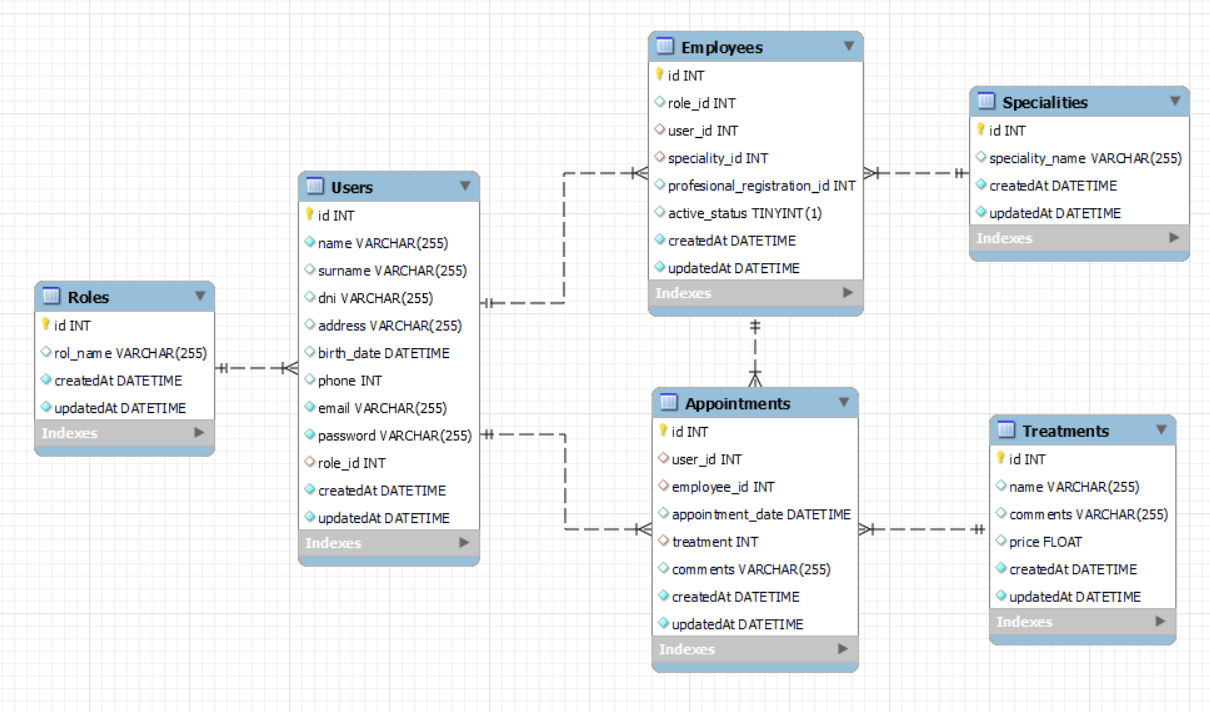 Employees
id INT
role_id INT
user_id INT
speciality_id INT
profesional_registration_id INT
active_status TINYINT(1)
createdAt DATETIME
updatedAt DATETIME
Indexes
Specialities
id INT
speciality_name VARCHAR(255)
createdAt DATETIME
updatedAt DATETIME
Indexes
Users
id INT
name VARCHAR(255)
surname VARCHAR(255)
dni VARCHAR(255)
address VARCHAR(255)
birth_date DATETIME
phone INT
email VARCHAR(255)
password VARCHAR(255)
role_id INT
createdAt DATETIME
updatedAt DATETIME
Indexes
Roles
id INT
rol_name VARCHAR(255)
createdAt DATETIME
updatedAt DATETIME
Indexes
Appointments
id INT
user_id INT
employee_id INT
appointment_date DATETIME
treatment INT
comments VARCHAR(255)
createdAt DATETIME
updatedAt DATETIME
Indexes
Treatments
id INT
name VARCHAR(255)
comments VARCHAR(255)
price FLOAT
createdAt DATETIME
updatedAt DATETIME
Indexes